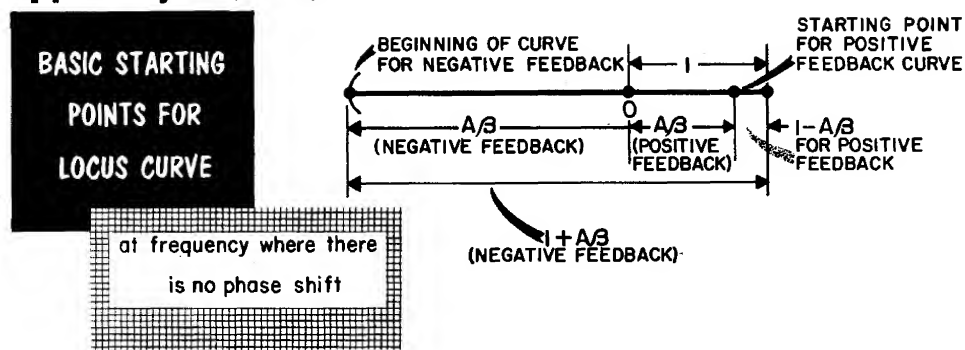 BASIC STARTING
POINTS FOR
LOCUS CURVE
at frequency where there
is no phase shift
BEGINNING OF CURVE
FOR NEGATIVE FEEDBACK
1
STARTING POINT
FOR POSITIVE
FEEDBACK CURVE
0
Aβ
(NEGATIVE FEEDBACK)
Aβ
(POSITIVE
FEEDBACK)
1-Aβ
FOR POSITIVE
FEEDBACK
1+Aβ
(NEGATIVE FEEDBACK)